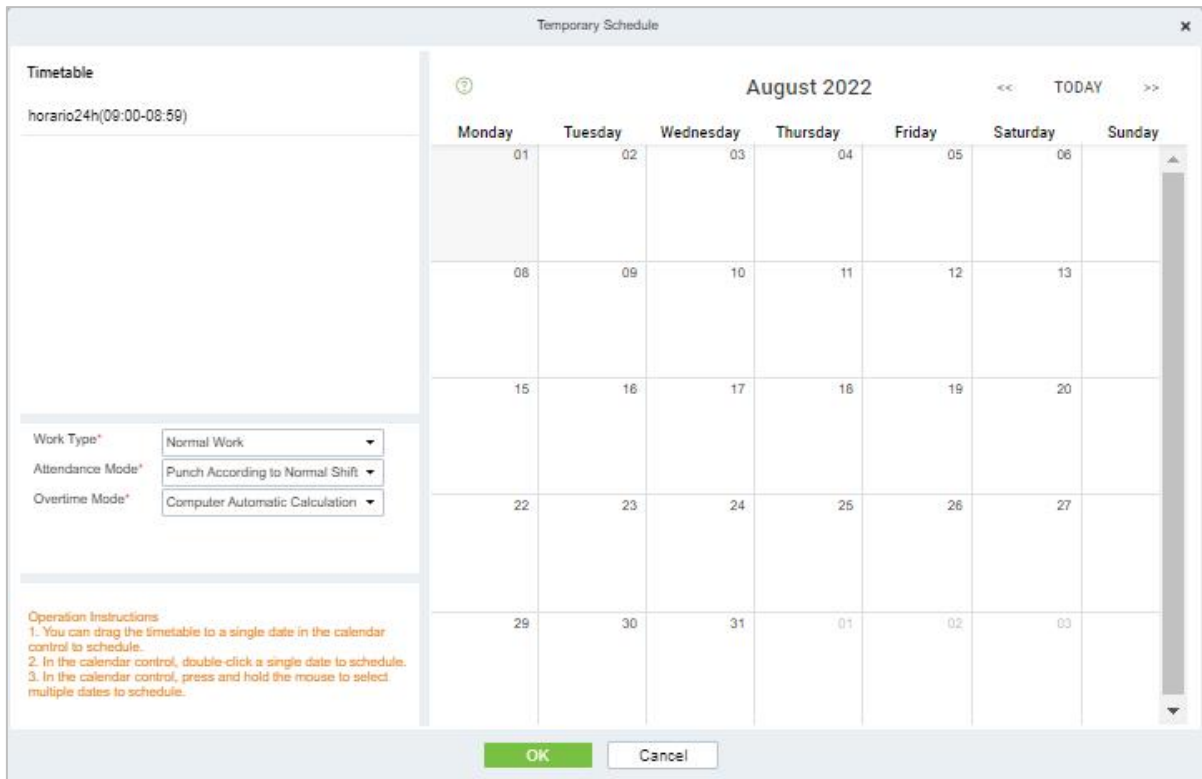 Temporary Schedule
Timetable
horario24h(09:00-08:59)
Work Type* Normal Work
Attendance Mode* Punch According to Normal Shift
Overtime Mode* Computer Automatic Calculation
Operation Instructions
1. You can drag the timetable to a single date in the calendar
control to schedule.
2. In the calendar control, double-click a single date to schedule.
3. In the calendar control, press and hold the mouse to select
multiple dates to schedule.
August 2022 << TODAY >>
Monday Tuesday Wednesday Thursday Friday Saturday Sunday
01 02 03 04 05 06
08 09 10 11 12 13
15 16 17 18 19 20
22 23 24 25 26 27
29 30 31 01 02 03
OK Cancel